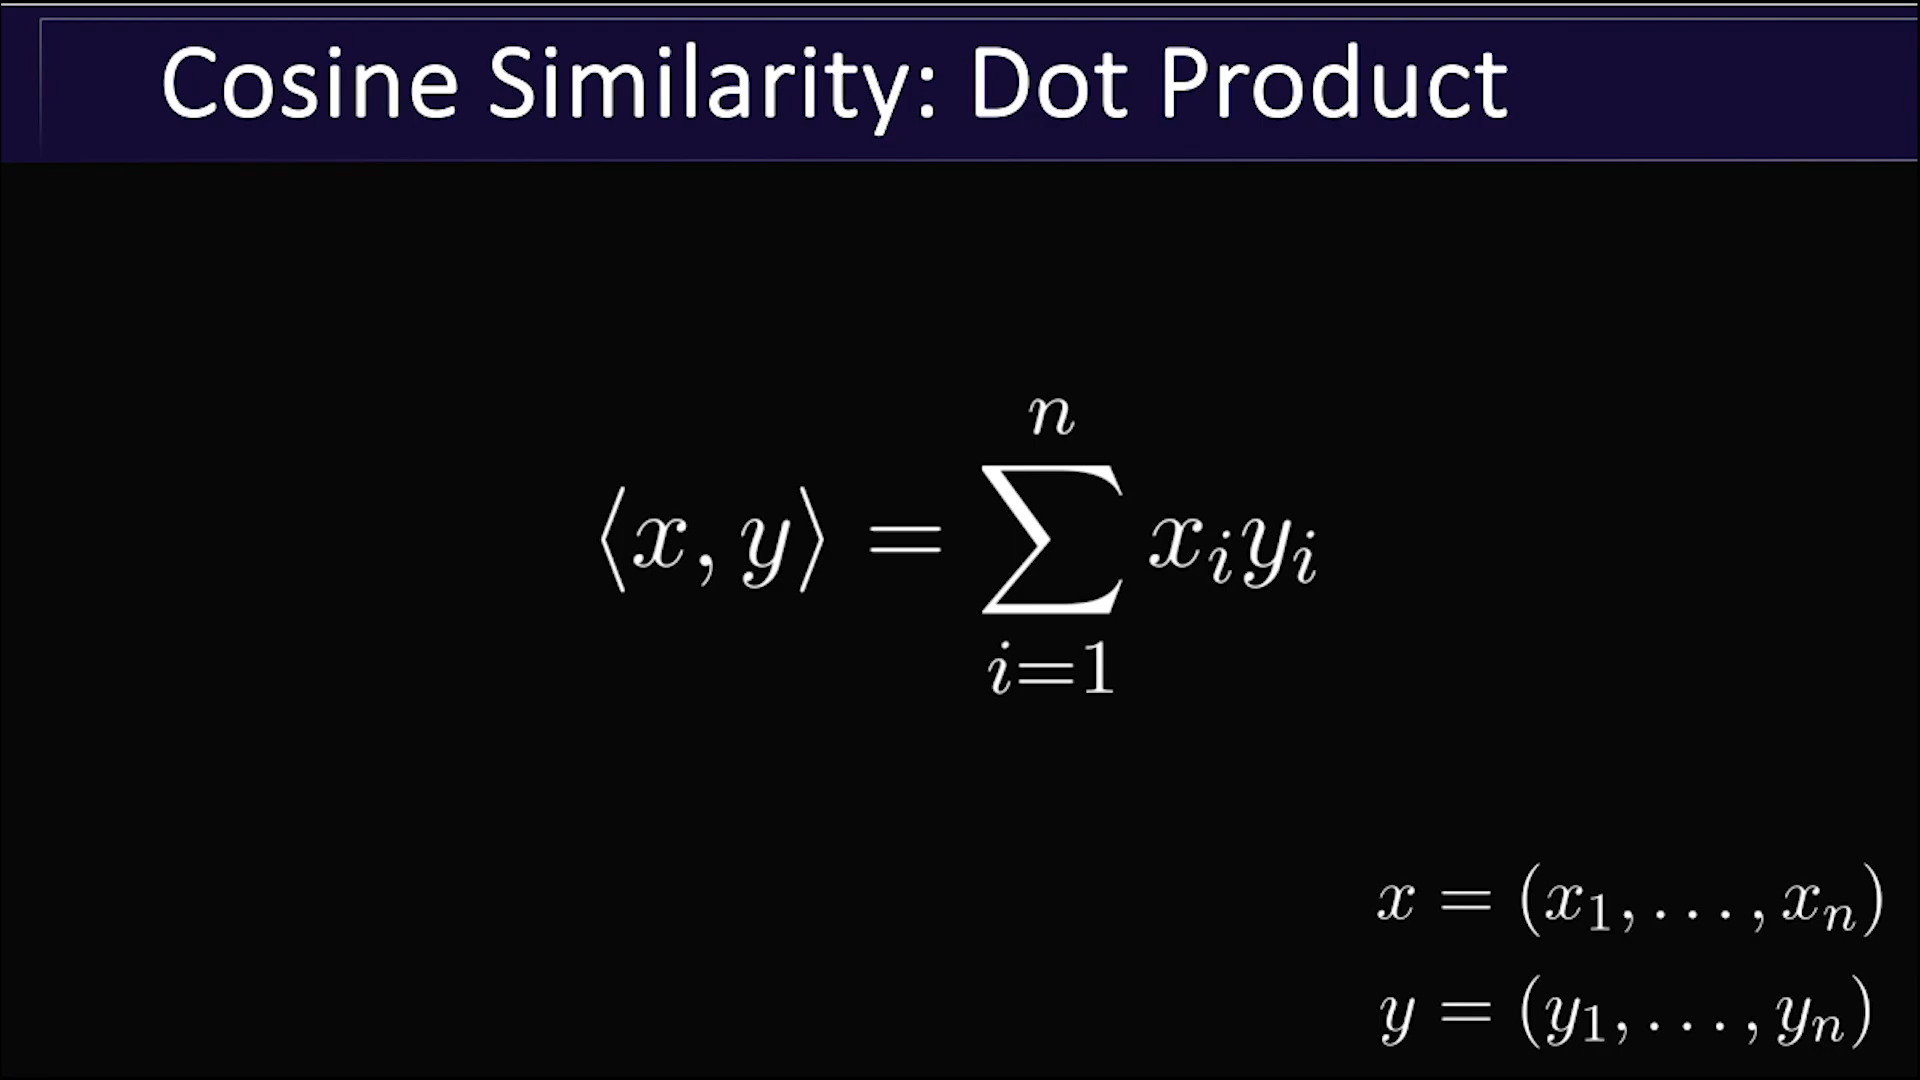 Cosine Similarity: Dot Product
⟨x, y⟩ = ∑_{i=1}^{n} x_i y_i
x = (x_1, . . . , x_n)
y = (y_1, . . . , y_n)